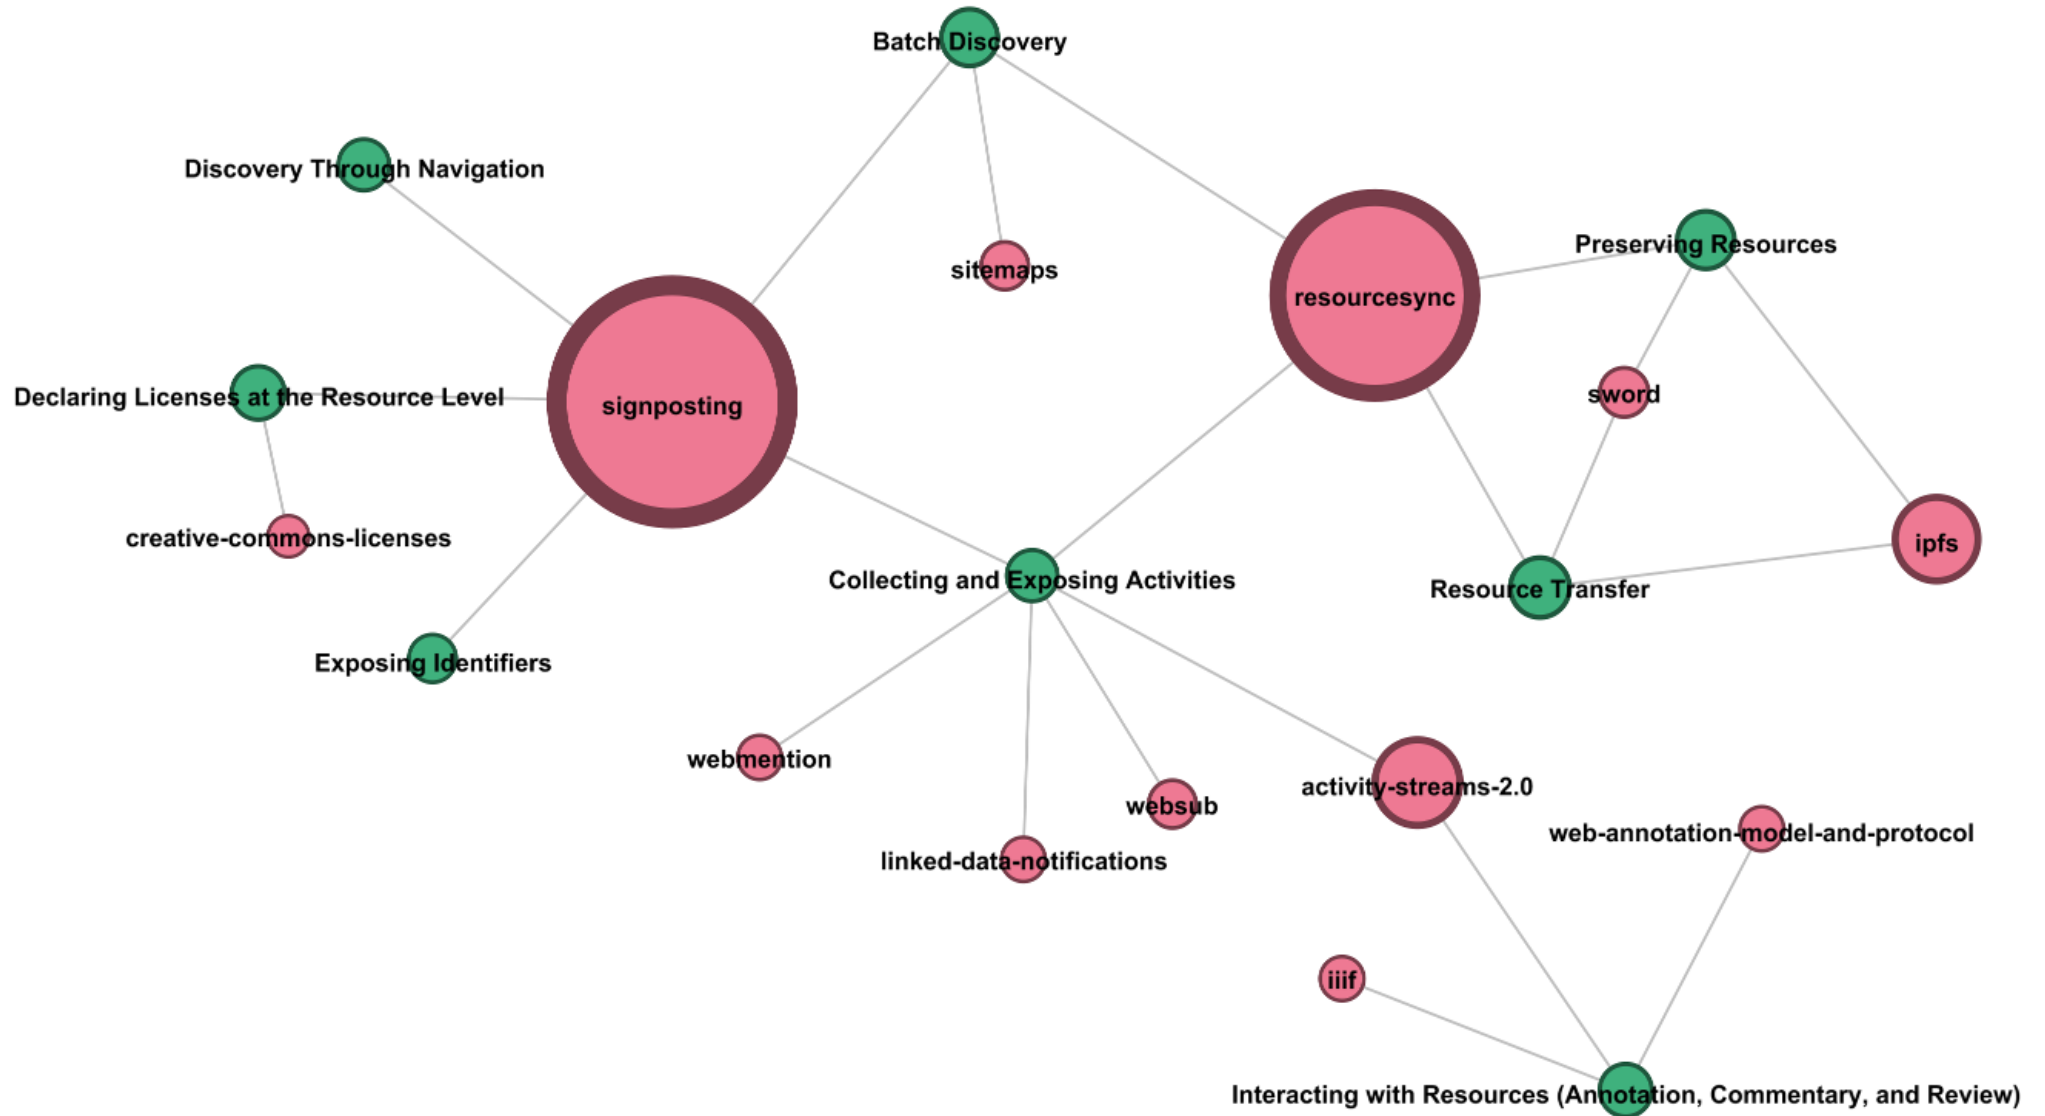 Batch Discovery
Discovery Through Navigation
Preserving Resources
sitemaps
resourcesync
sword
Declaring Licenses at the Resource Level
signposting
creative-commons-licenses
ipfs
Collecting and Exposing Activities
Resource Transfer
Exposing Identifiers
webmention
activity-streams-2.0
websub
web-annotation-model-and-protocol
linked-data-notifications
iiif
Interacting with Resources (Annotation, Commentary, and Review)